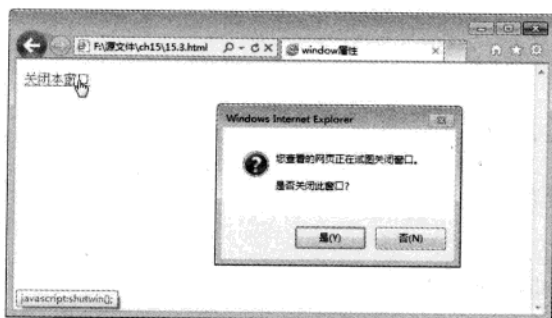 F:\源文件\ch15\15.3.html
window属性
关闭本窗口
Windows Internet Explorer
您查看的网页正在试图关闭窗口。
是否关闭此窗口?
是(Y)
否(N)
javascript:shutwin();